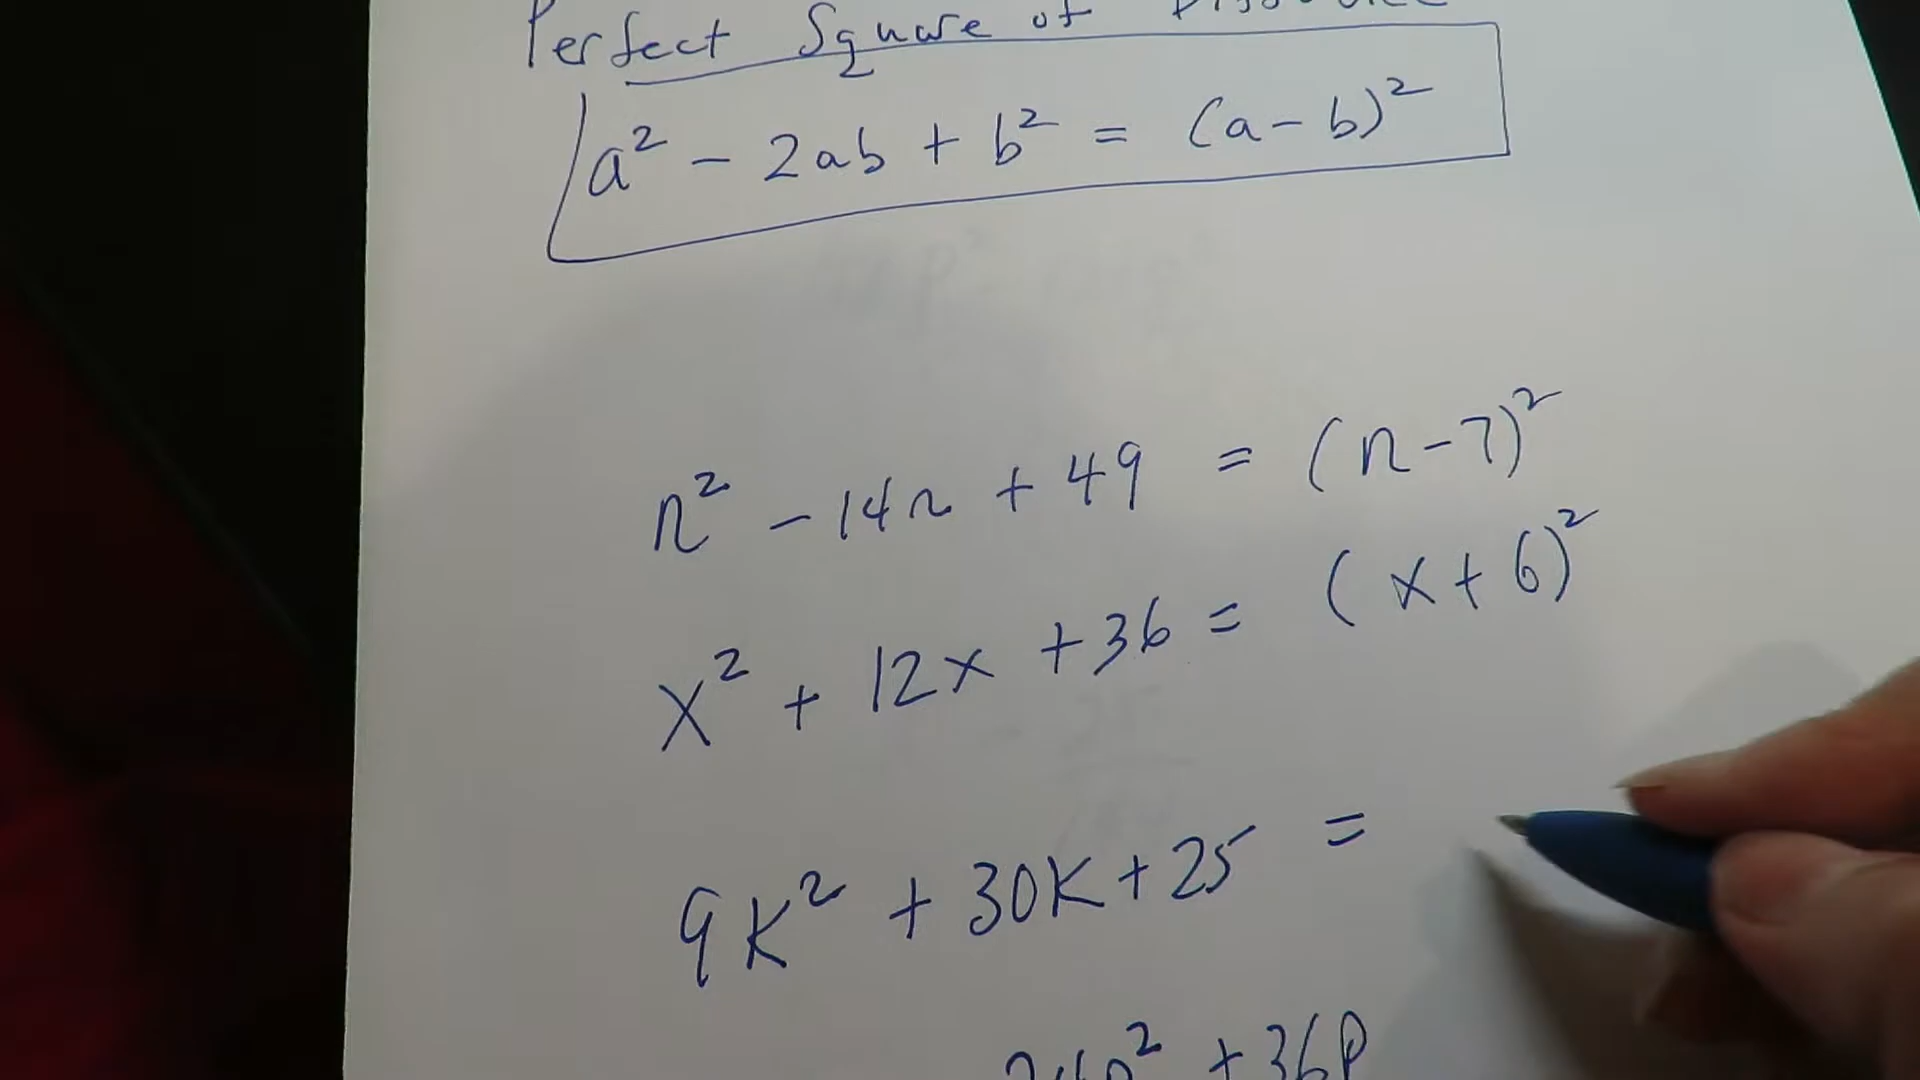 Perfect Square of
a² - 2ab + b² = (a - b)²
n² - 14n + 49 = (n - 7)²
x² + 12x + 36 = (x + 6)²
9k² + 30k + 25 =
+ 36p